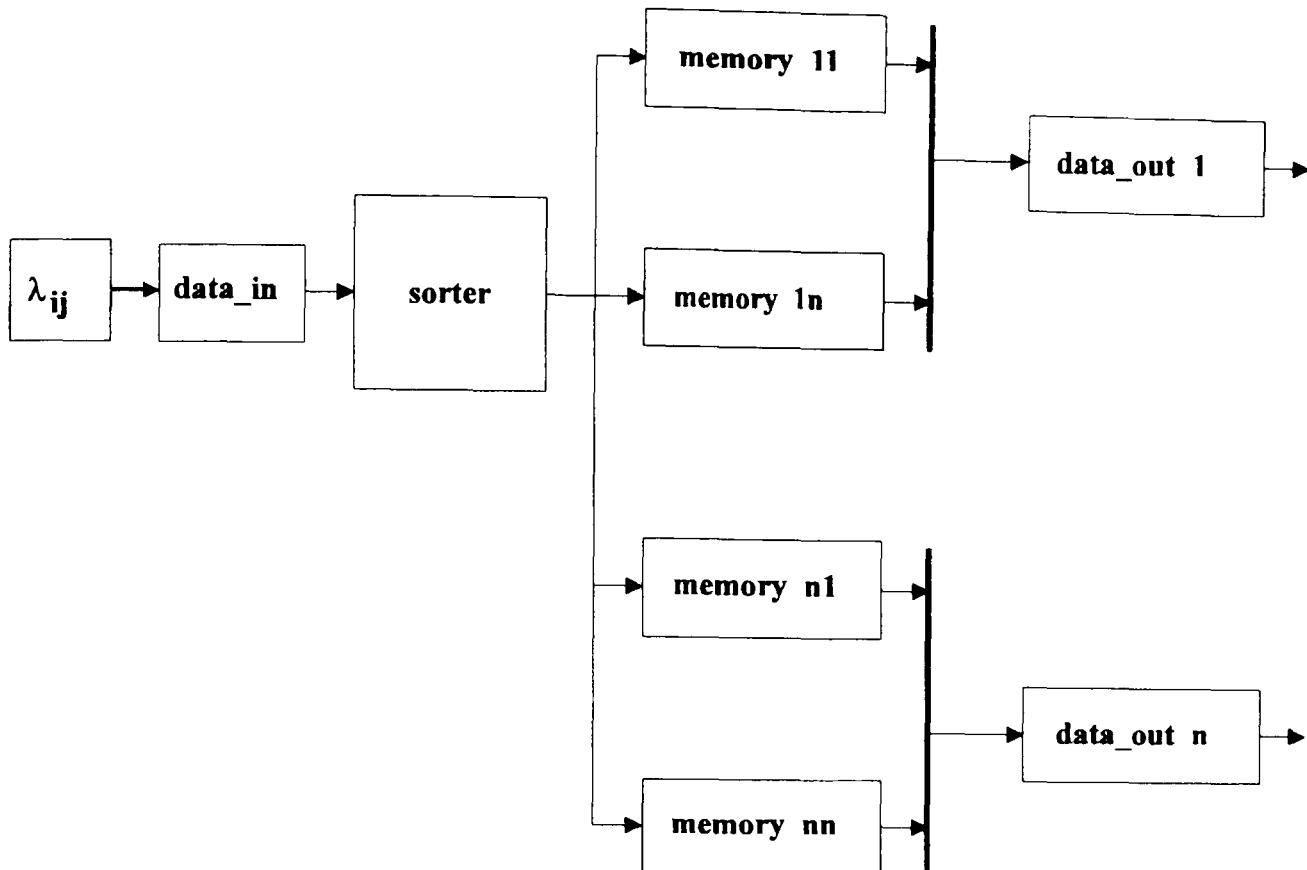 memory 11
data_out 1
λij
data_in
sorter
memory 1n
memory n1
data_out n
memory nn